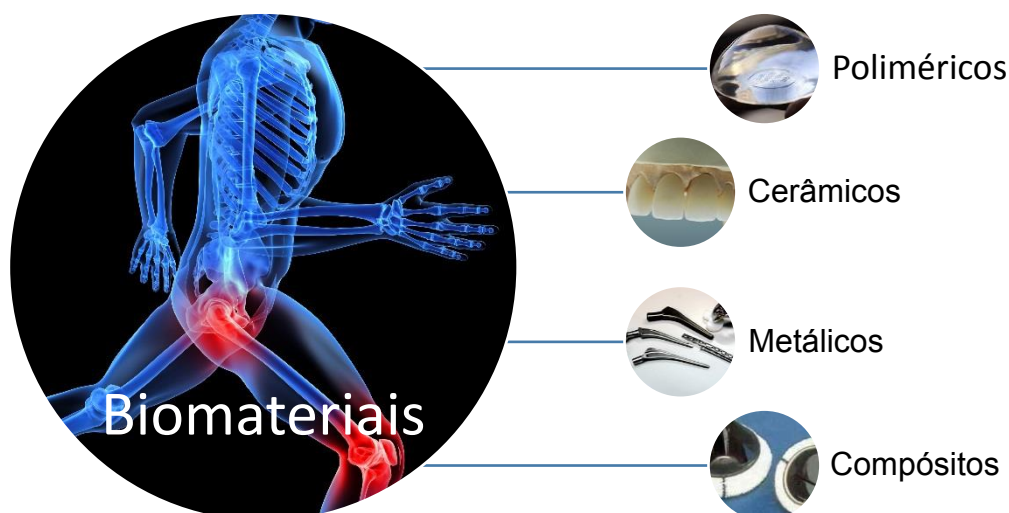 Poliméricos
Cerâmicos
Metálicos
Biomateriais
Compósitos